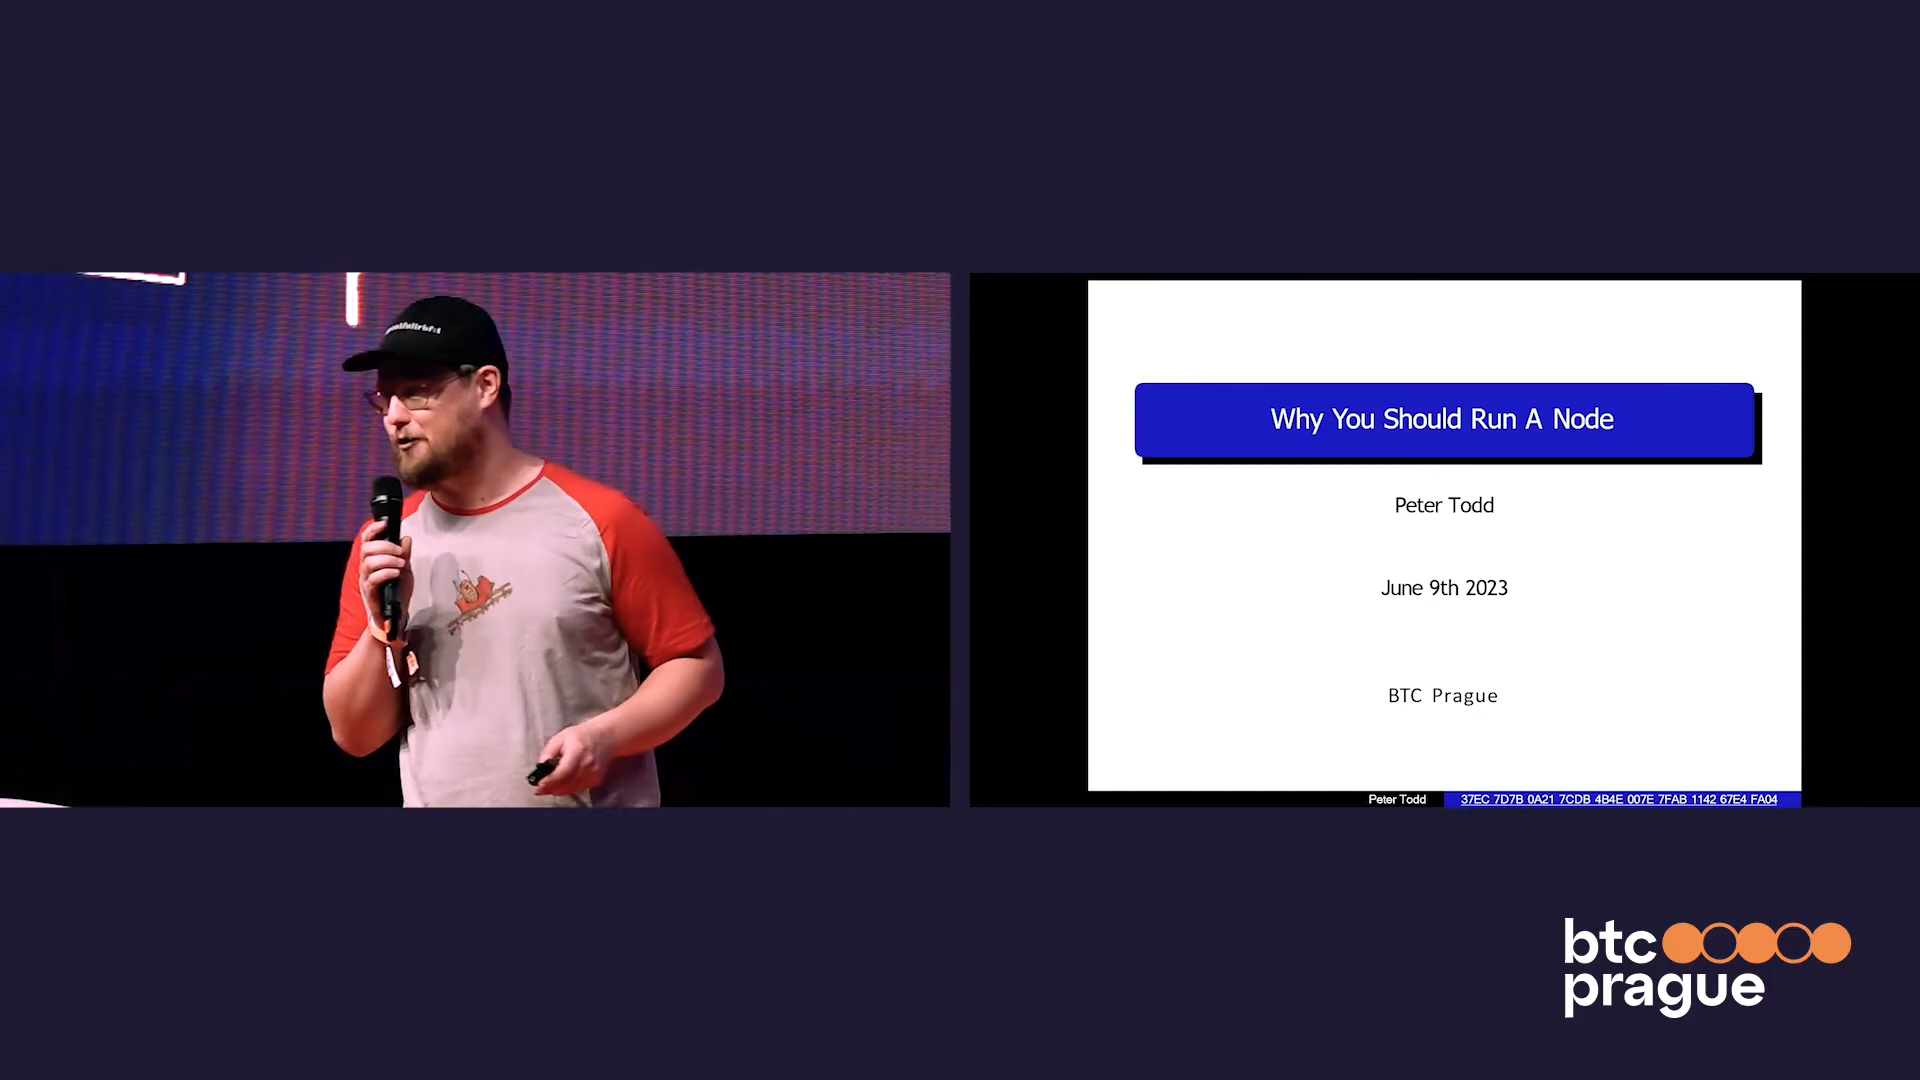 Why You Should Run A Node
Peter Todd
June 9th 2023
BTC Prague
Peter Todd
37EC 7D7B 0A21 7CDB 4B4E 007E 7FAB 1142 67E4 FA04
btc
prague